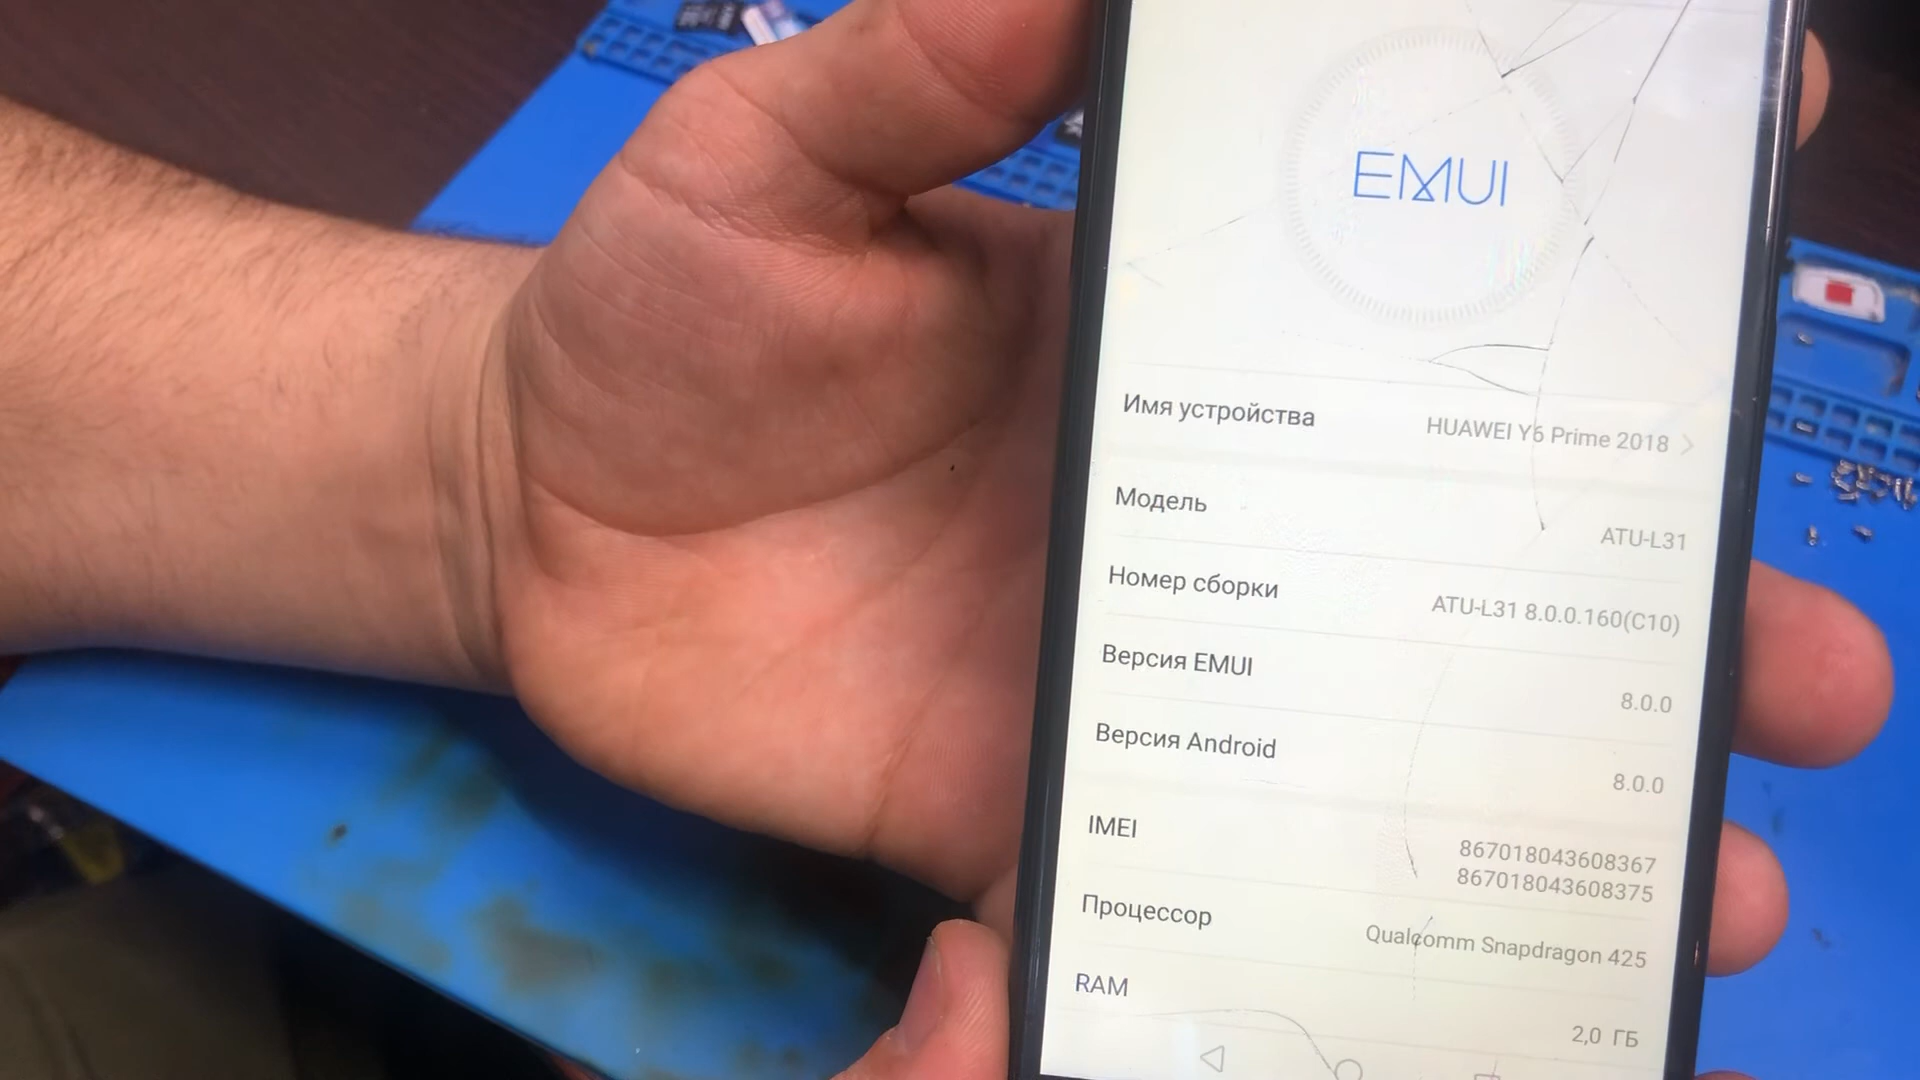 EMUI
Имя устройства
HUAWEI Y6 Prime 2018
Модель
ATU-L31
Номер сборки
ATU-L31 8.0.0.160(C10)
Версия EMUI
8.0.0
Версия Android
8.0.0
IMEI
867018043608367
867018043608375
Процессор
Qualcomm Snapdragon 425
RAM
2,0 ГБ